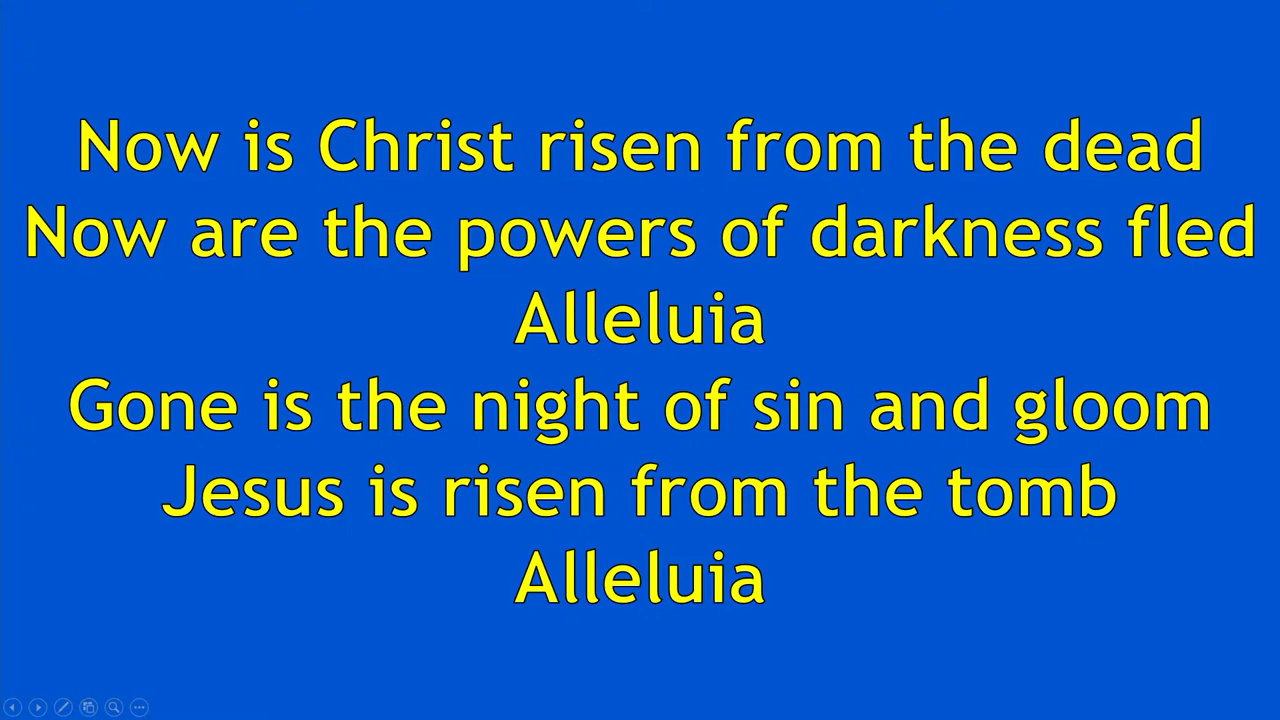 Now is Christ risen from the dead
Now are the powers of darkness fled
Alleluia
Gone is the night of sin and gloom
Jesus is risen from the tomb
Alleluia